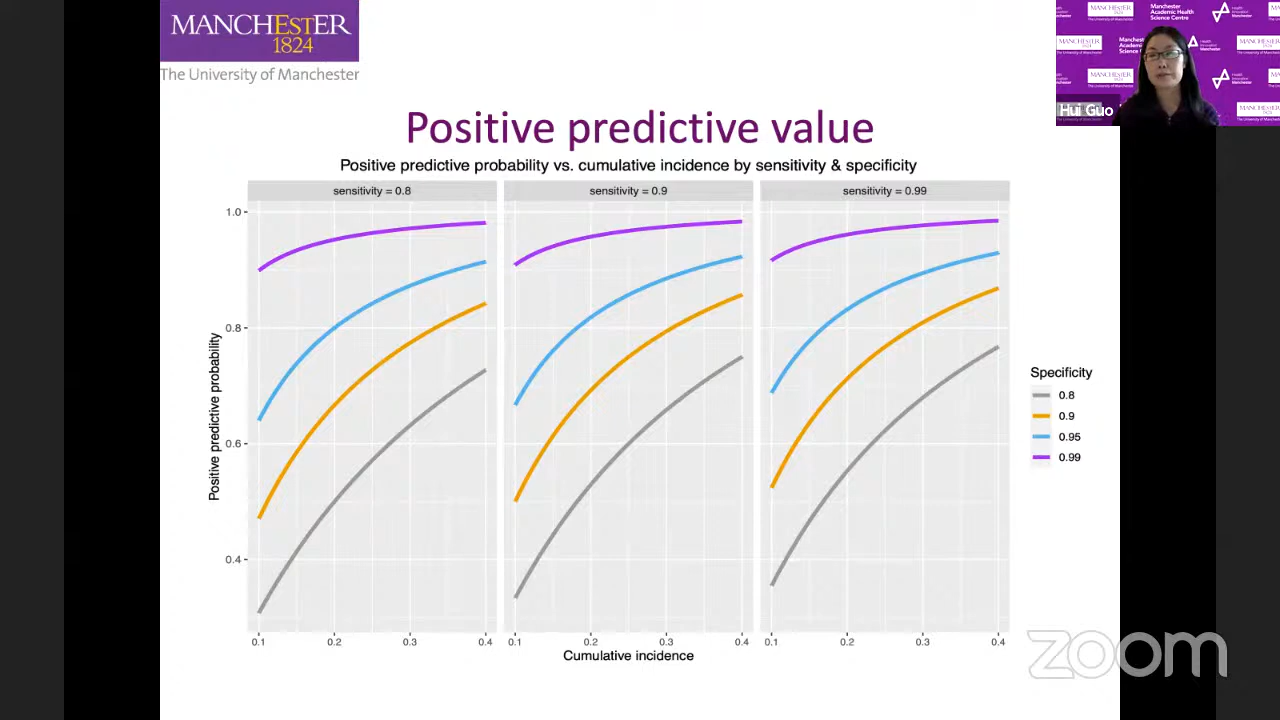 MANCHESTER
1824
The University of Manchester
Hui Guo
Positive predictive value
Positive predictive probability vs. cumulative incidence by sensitivity & specificity
sensitivity = 0.8
sensitivity = 0.9
sensitivity = 0.99
Positive predictive probability
1.0
0.8
0.6
0.4
0.1 0.2 0.3 0.4
0.1 0.2 0.3 0.4
0.1 0.2 0.3 0.4
Cumulative incidence
Specificity
0.8
0.9
0.95
0.99
zoom